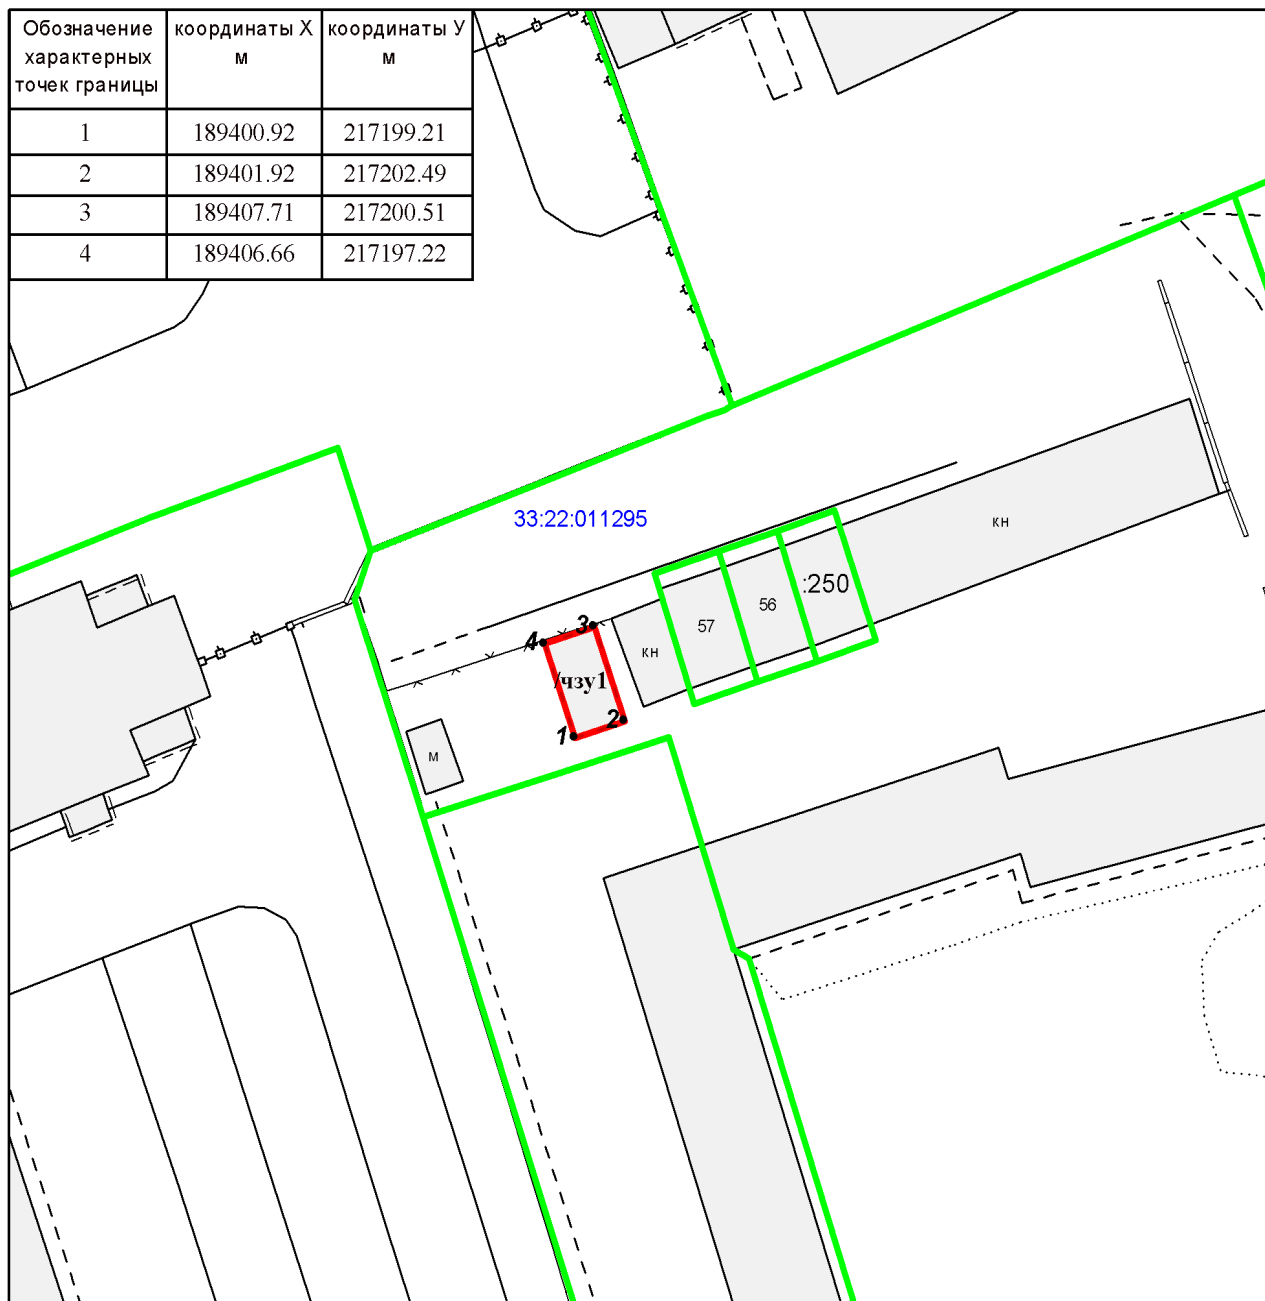 Обозначение характерных точек границы
координаты Х м
координаты У м
1 189400.92 217199.21
2 189401.92 217202.49
3 189407.71 217200.51
4 189406.66 217197.22
33:22:011295
кн
:250
56
57
кн
3
4
/чзу1
2
1
м